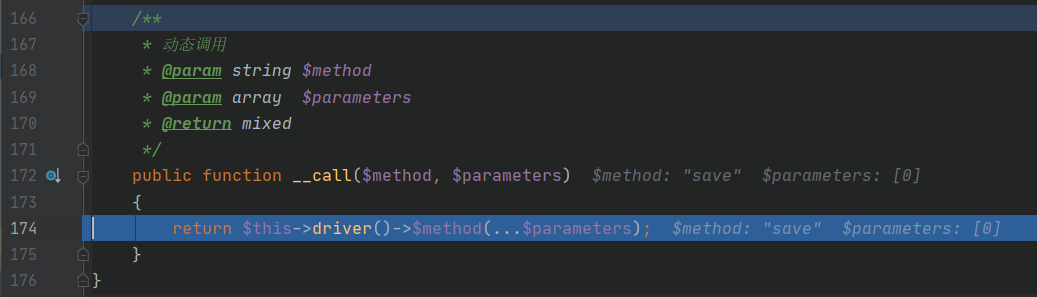 166 /**
167 * 动态调用
168 * @param string $method
169 * @param array  $parameters
170 * @return mixed
171 */
172 public function __call($method, $parameters)  $method: "save"  $parameters: [0]
173 {
174 return $this->driver()->$method(...$parameters);  $method: "save"  $parameters: [0]
175 }
176 }